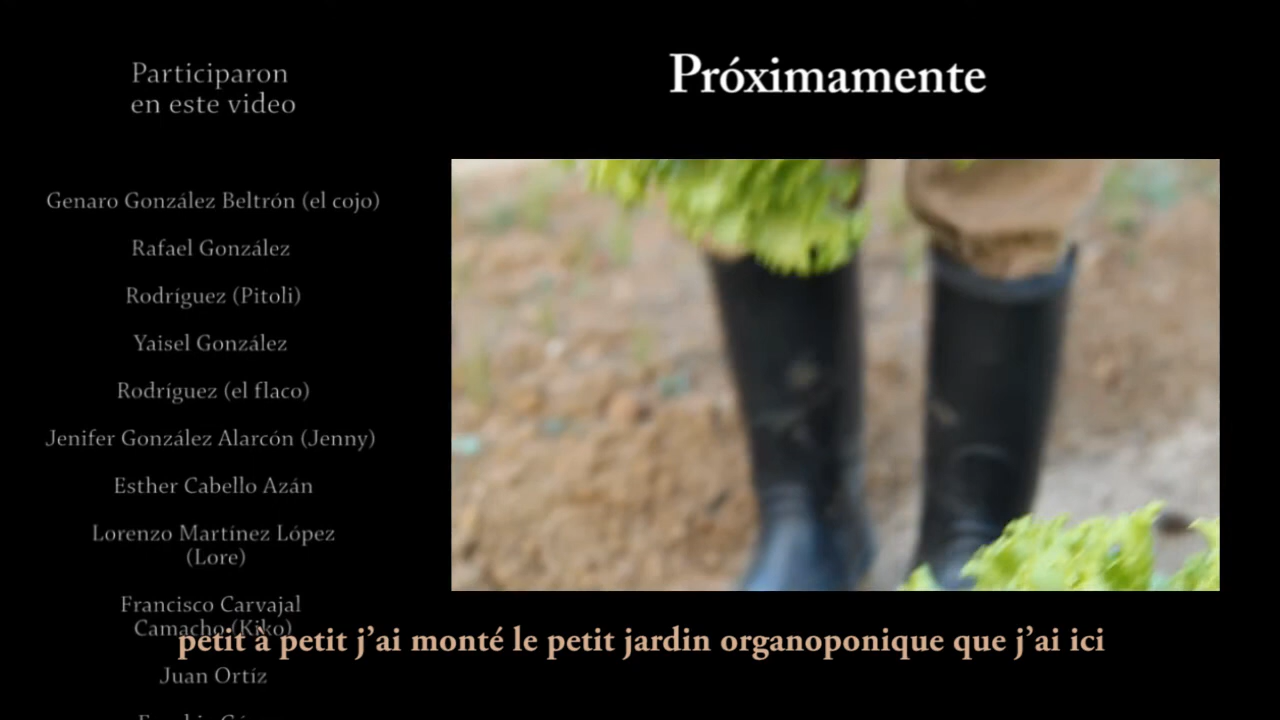 Participaron
en este video
Próximamente
Genaro González Beltrón (el cojo)
Rafael González
Rodríguez (Pitoli)
Yaisel González
Rodríguez (el flaco)
Jenifer González Alarcón (Jenny)
Esther Cabello Azán
Lorenzo Martínez López
(Lore)
Francisco Carvajal
Camacho (Kiko)
petit à petit j’ai monté le petit jardin organoponique que j’ai ici
Juan Ortíz